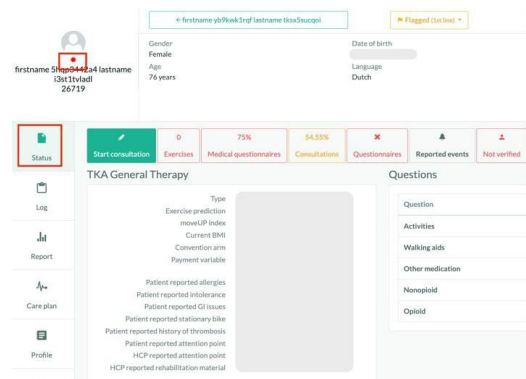 ← firstname yb9kwk1rqf lastname tksa5sucqoi
Flagged (1st line)
firstname 5hqp3442a4 lastname
i3st1tvladl
26719
Gender
Female
Age
76 years
Date of birth
Language
Dutch
Status
Log
Report
Care plan
Profile
Start consultation
0
Exercises
75%
Medical questionnaires
54.55%
Consultations
Questionnaires
Reported events
Not verified
TKA General Therapy
Type
Exercise prediction
moveUP index
Current BMI
Convention arm
Payment variable
Patient reported allergies
Patient reported intolerance
Patient reported GI issues
Patient reported stationary bike
Patient reported history of thrombosis
Patient reported attention point
HCP reported attention point
HCP reported rehabilitation material
Questions
Question
Activities
Walking aids
Other medication
Nonopioid
Opioid